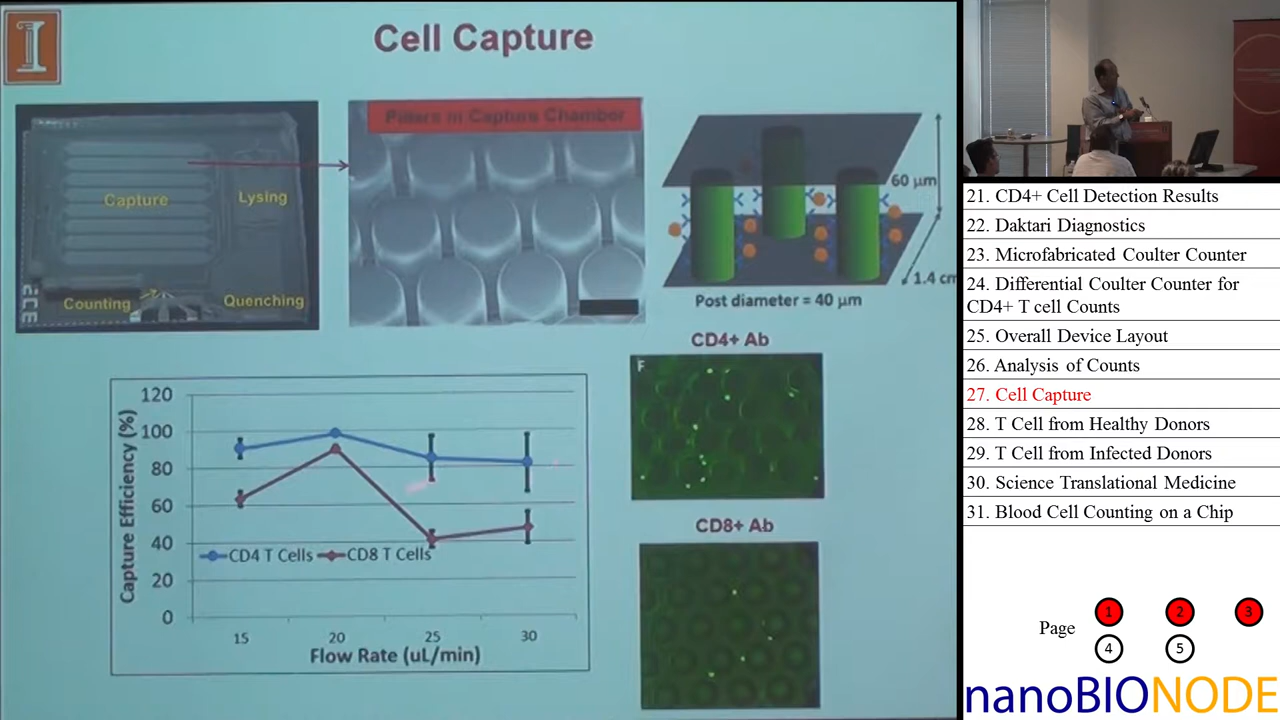 Cell Capture
Pillars in Capture Chamber
Capture
Lysing
Counting
Quenching
60 µm
1.4 cm
Post diameter = 40 µm
CD4+ Ab
F
CD8+ Ab
Capture Efficiency (%)
120
100
80
60
40
20
0
CD4 T Cells
CD8 T Cells
15
20
25
30
Flow Rate (uL/min)
21. CD4+ Cell Detection Results
22. Daktari Diagnostics
23. Microfabricated Coulter Counter
24. Differential Coulter Counter for
CD4+ T cell Counts
25. Overall Device Layout
26. Analysis of Counts
27. Cell Capture
28. T Cell from Healthy Donors
29. T Cell from Infected Donors
30. Science Translational Medicine
31. Blood Cell Counting on a Chip
Page
1
2
3
4
5
nanoBIONODE